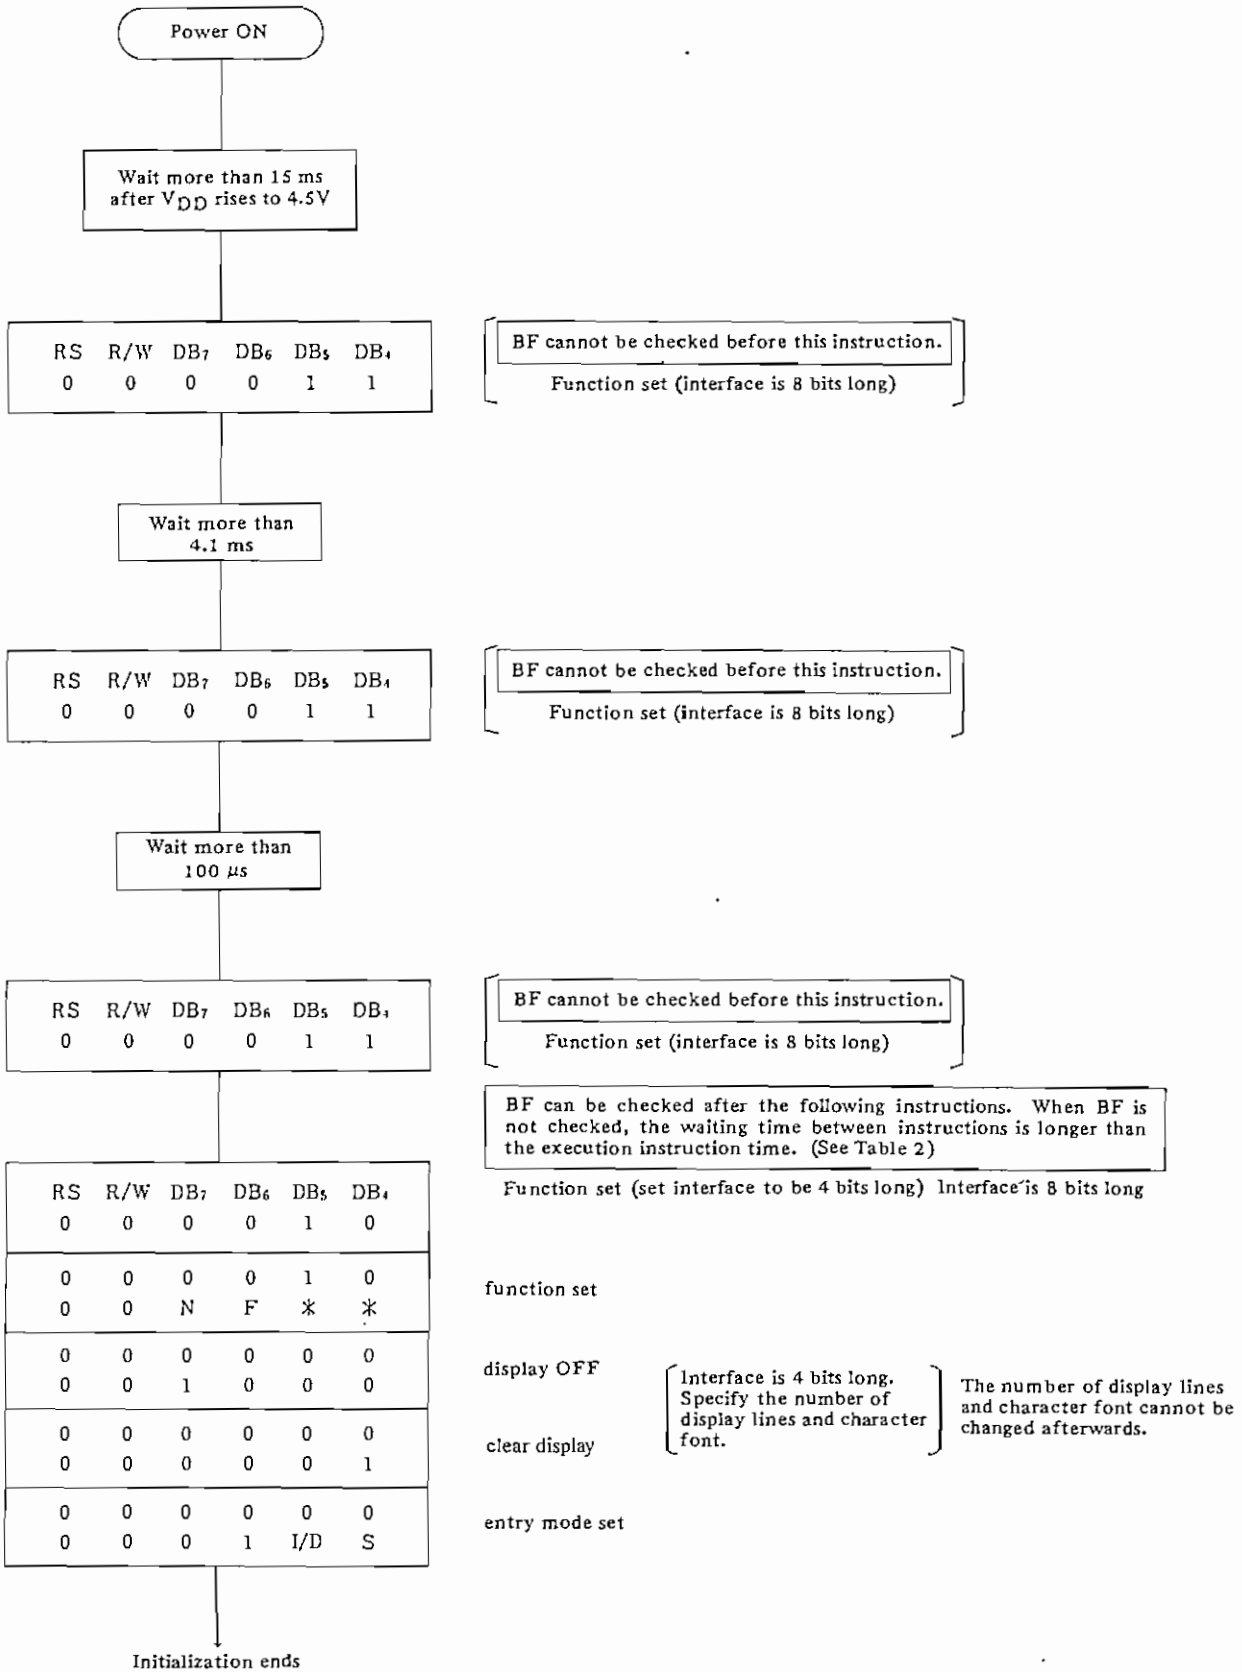 Power ON
Wait more than 15 ms
after VDD rises to 4.5V
RS R/W DB7 DB6 DB5 DB4
0 0 0 0 1 1
BF cannot be checked before this instruction.
Function set (interface is 8 bits long)
Wait more than
4.1 ms
RS R/W DB7 DB6 DB5 DB4
0 0 0 0 1 1
BF cannot be checked before this instruction.
Function set (interface is 8 bits long)
Wait more than
100 μs
RS R/W DB7 DB6 DB5 DB4
0 0 0 0 1 1
BF cannot be checked before this instruction.
Function set (interface is 8 bits long)
BF can be checked after the following instructions. When BF is
not checked, the waiting time between instructions is longer than
the execution instruction time. (See Table 2)
RS R/W DB7 DB6 DB5 DB4
0 0 0 0 1 0
Function set (set interface to be 4 bits long) Interface is 8 bits long
0 0 0 0 1 0
0 0 N F * *
function set
0 0 0 0 0 0
0 0 1 0 0 0
display OFF
Interface is 4 bits long.
Specify the number of
display lines and character
font.
The number of display lines
and character font cannot be
changed afterwards.
0 0 0 0 0 0
0 0 0 0 0 1
clear display
0 0 0 0 0 0
0 0 0 1 I/D S
entry mode set
Initialization ends